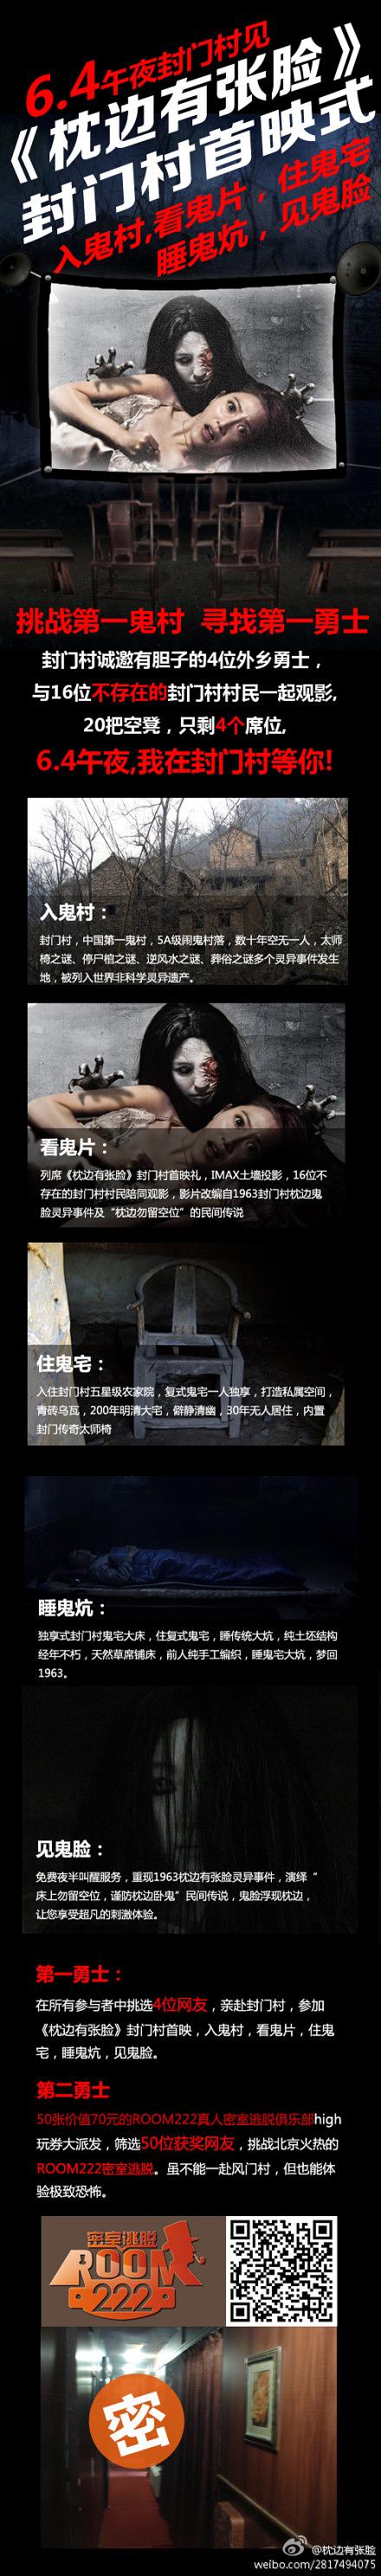 6.4午夜封门村见
《枕边有张脸》
封门村首映式
入鬼村,看鬼片，住鬼宅
睡鬼炕，见鬼脸
挑战第一鬼村 寻找第一勇士
封门村诚邀有胆子的4位外乡勇士，
与16位不存在的封门村村民一起观影,
20把空凳，只剩4个席位,
6.4午夜,我在封门村等你!
入鬼村：
封门村，中国第一鬼村，5A级闹鬼村落，数十年空无一人，太师
椅之谜、停尸棺之谜、逆风水之谜、葬俗之谜多个灵异事件发生
地，被列入世界非科学灵异遗产。
看鬼片：
列席《枕边有张脸》封门村首映礼，IMAX土墙投影，16位不
存在的封门村村民陪同观影，影片改编自1963封门村枕边鬼
脸灵异事件及“枕边勿留空位”的民间传说
住鬼宅：
入住封门村五星级农家院，复式鬼宅一人独享，打造私属空间，
青砖乌瓦，200年明清大宅，僻静清幽，30年无人居住，内置
封门传奇太师椅
睡鬼炕：
独享式封门村鬼宅大床，住复式鬼宅，睡传统大炕，纯土坯结构
经年不朽，天然草席铺床，前人纯手工编织，睡鬼宅大炕，梦回
1963。
见鬼脸：
免费夜半叫醒服务，重现1963枕边有张脸灵异事件，演绎“
床上勿留空位，谨防枕边卧鬼”民间传说，鬼脸浮现枕边，
让您享受超凡的刺激体验。
第一勇士：
在所有参与者中挑选4位网友，亲赴封门村，参加
《枕边有张脸》封门村首映，入鬼村，看鬼片，住鬼
宅，睡鬼炕，见鬼脸。
第二勇士
50张价值70元的ROOM222真人密室逃脱俱乐部high
玩券大派发，筛选50位获奖网友，挑战北京火热的
ROOM222密室逃脱。虽不能一赴风门村，但也能体
验极致恐怖。
密室逃脱
ROOM
222
密
@枕边有张脸
weibo.com/2817494075